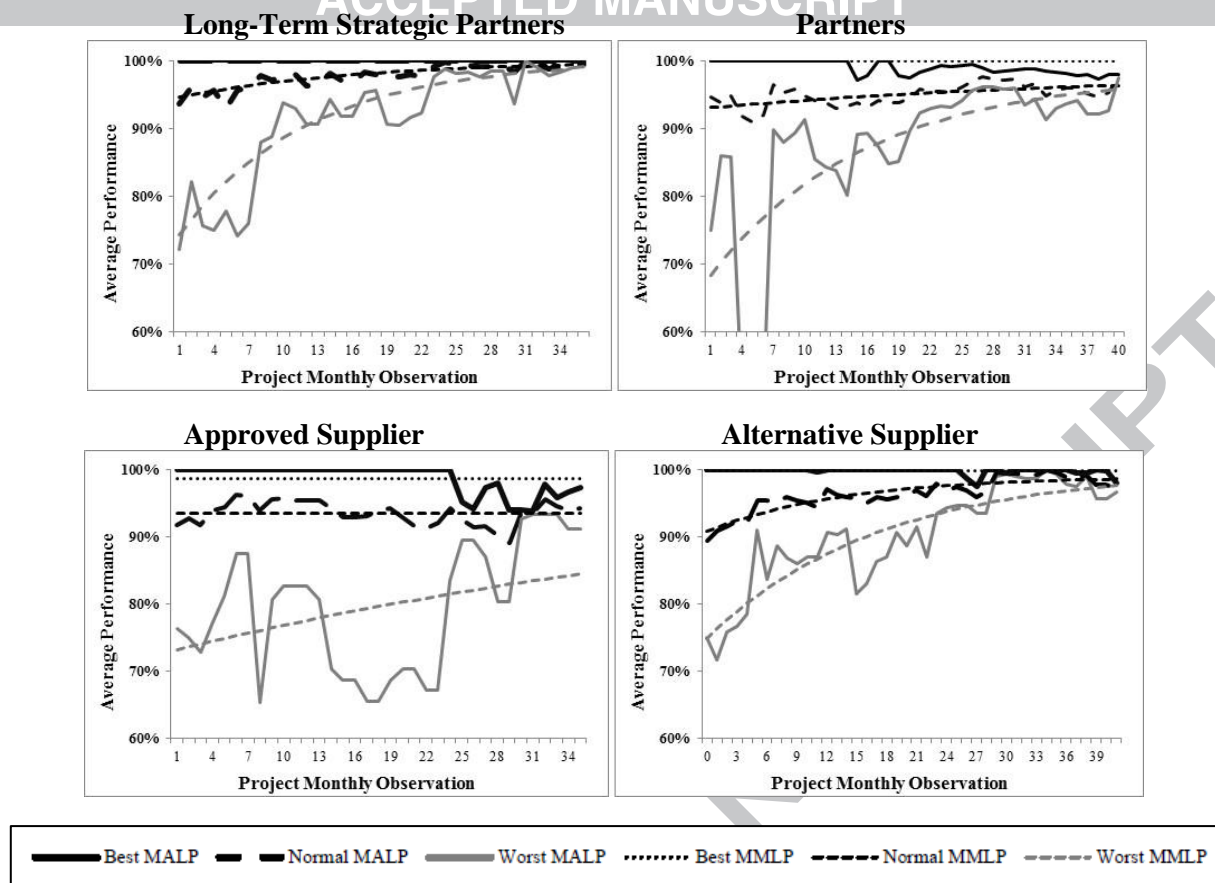 ACCEPTED MANUSCRIPT
Long-Term Strategic Partners
Partners
Average Performance
100%
90%
80%
70%
60%
1 4 7 10 13 16 19 22 25 28 31 34
Project Monthly Observation
Average Performance
100%
90%
80%
70%
60%
1 4 7 10 13 16 19 22 25 28 31 34 37 40
Project Monthly Observation
Approved Supplier
Alternative Supplier
Average Performance
100%
90%
80%
70%
60%
1 4 7 10 13 16 19 22 25 28 31 34
Project Monthly Observation
Average Performance
100%
90%
80%
70%
60%
0 3 6 9 12 15 18 21 24 27 30 33 36 39
Project Monthly Observation
Best MALP Normal MALP Worst MALP Best MMLP Normal MMLP Worst MMLP